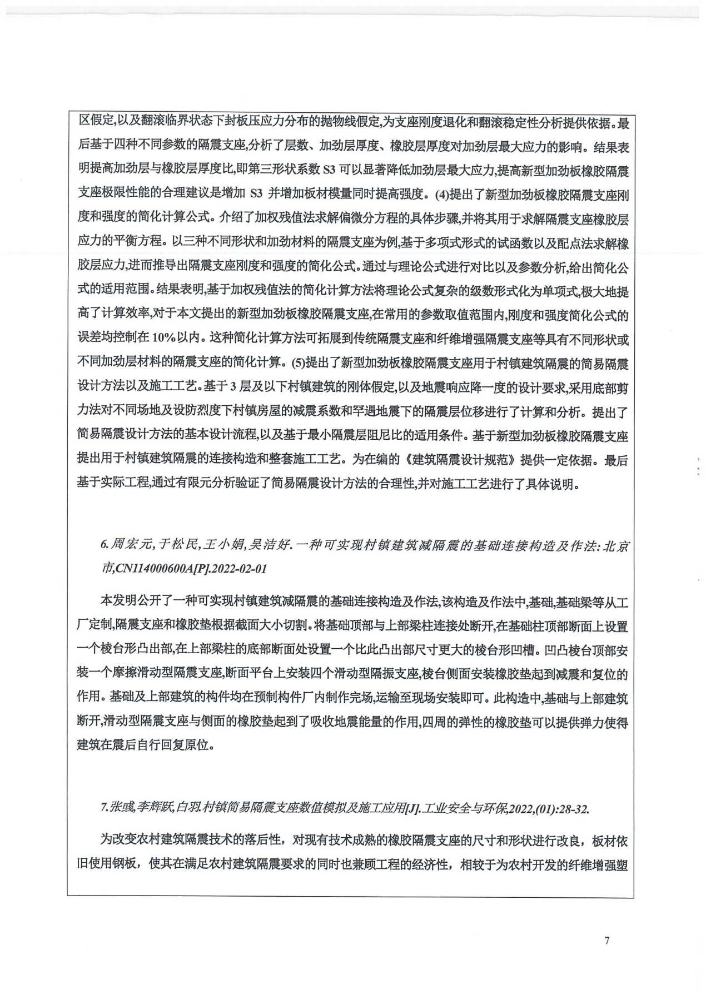 区假定,以及翻滚临界状态下封板压应力分布的抛物线假定,为支座刚度退化和翻滚稳定性分析提供依据。最
后基于四种不同参数的隔震支座,分析了层数、加劲层厚度、橡胶层厚度对加劲层最大应力的影响。结果表
明提高加劲层与橡胶层厚度比,即第三形状系数 S3 可以显著降低加劲层最大应力,提高新型加劲板橡胶隔震
支座极限性能的合理建议是增加 S3 并增加板材模量同时提高强度。(4)提出了新型加劲板橡胶隔震支座刚
度和强度的简化计算公式。介绍了加权残值法求解偏微分方程的具体步骤,并将其用于求解隔震支座橡胶层
应力的平衡方程。以三种不同形状和加劲材料的隔震支座为例,基于多项式形式的试函数以及配点法求解橡
胶层应力,进而推导出隔震支座刚度和强度的简化公式。通过与理论公式进行对比以及参数分析,给出简化公
式的适用范围。结果表明,基于加权残值法的简化计算方法将理论公式复杂的级数形式化为单项式,极大地提
高了计算效率,对于本文提出的新型加劲板橡胶隔震支座,在常用的参数取值范围内,刚度和强度简化公式的
误差均控制在 10%以内。这种简化计算方法可拓展到传统隔震支座和纤维增强隔震支座等具有不同形状或
不同加劲层材料的隔震支座的简化计算。(5)提出了新型加劲板橡胶隔震支座用于村镇建筑隔震的简易隔震
设计方法以及施工工艺。基于 3 层及以下村镇建筑的刚体假定,以及地震响应降一度的设计要求,采用底部剪
力法对不同场地及设防烈度下村镇房屋的减震系数和罕遇地震下的隔震层位移进行了计算和分析。提出了
简易隔震设计方法的基本设计流程,以及基于最小隔震层阻尼比的适用条件。基于新型加劲板橡胶隔震支座
提出用于村镇建筑隔震的连接构造和整套施工工艺。为在编的《建筑隔震设计规范》提供一定依据。最后
基于实际工程,通过有限元分析验证了简易隔震设计方法的合理性,并对施工工艺进行了具体说明。
6.周宏元,于松民,王小娟,吴洁好.一种可实现村镇建筑减隔震的基础连接构造及作法:北京
市,CN114000600A[P].2022-02-01
本发明公开了一种可实现村镇建筑减隔震的基础连接构造及作法,该构造及作法中,基础,基础梁等从工
厂定制,隔震支座和橡胶垫根据截面大小切割。将基础顶部与上部梁柱连接处断开,在基础柱顶部断面上设置
一个棱台形凸出部,在上部梁柱的底部断面处设置一个比此凸出部尺寸更大的棱台形凹槽。凹凸棱台顶部安
装一个摩擦滑动型隔震支座,断面平台上安装四个滑动型隔振支座,棱台侧面安装橡胶垫起到减震和复位的
作用。基础及上部建筑的构件均在预制构件厂内制作完场,运输至现场安装即可。此构造中,基础与上部建筑
断开,滑动型隔震支座与侧面的橡胶垫起到了吸收地震能量的作用,四周的弹性的橡胶垫可以提供弹力使得
建筑在震后自行回复原位。
7.张彧,李辉跃,白羽.村镇简易隔震支座数值模拟及施工应用[J].工业安全与环保,2022,(01):28-32.
为改变农村建筑隔震技术的落后性，对现有技术成熟的橡胶隔震支座的尺寸和形状进行改良，板材依
旧使用钢板，使其在满足农村建筑隔震要求的同时也兼顾工程的经济性，相较于为农村开发的纤维增强塑
7